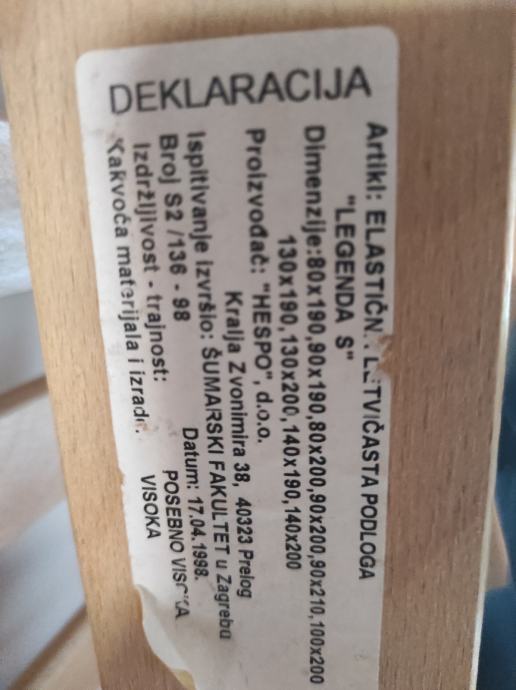 DEKLARACIJA
Artikl: ELASTIČN. LETVIČASTA PODLOGA
"LEGENDA S"
Dimenzije:80x190,90x190,80x200,90x200,90x210,100x200
130x190,130x200,140x190,140x200
Proizvođač: "HESPO", d.o.o.
Kralja Zvonimira 38, 40323 Prelog
Ispitivanje izvršio: ŠUMARSKI FAKULTET u Zagrebu
Broj S2 /136 - 98 Datum: 17.04.1998.
Izdržljivost - trajnost: POSEBNO VISOKA
Kakvoća materijala i izrade: VISOKA